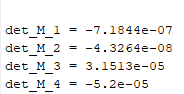 det_M_1 = -7.1844e-07
det_M_2 = -4.3264e-08
det_M_3 = 3.1513e-05
det_M_4 = -5.2e-05